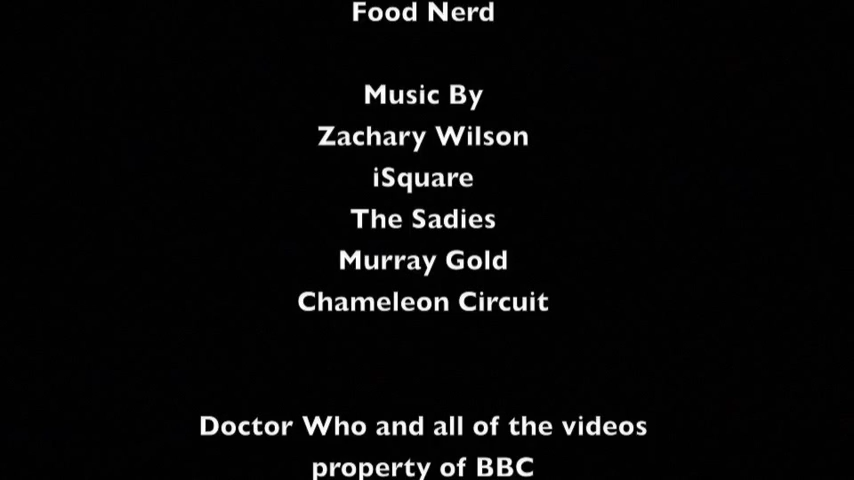 Food Nerd
Music By
Zachary Wilson
iSquare
The Sadies
Murray Gold
Chameleon Circuit
Doctor Who and all of the videos
property of BBC